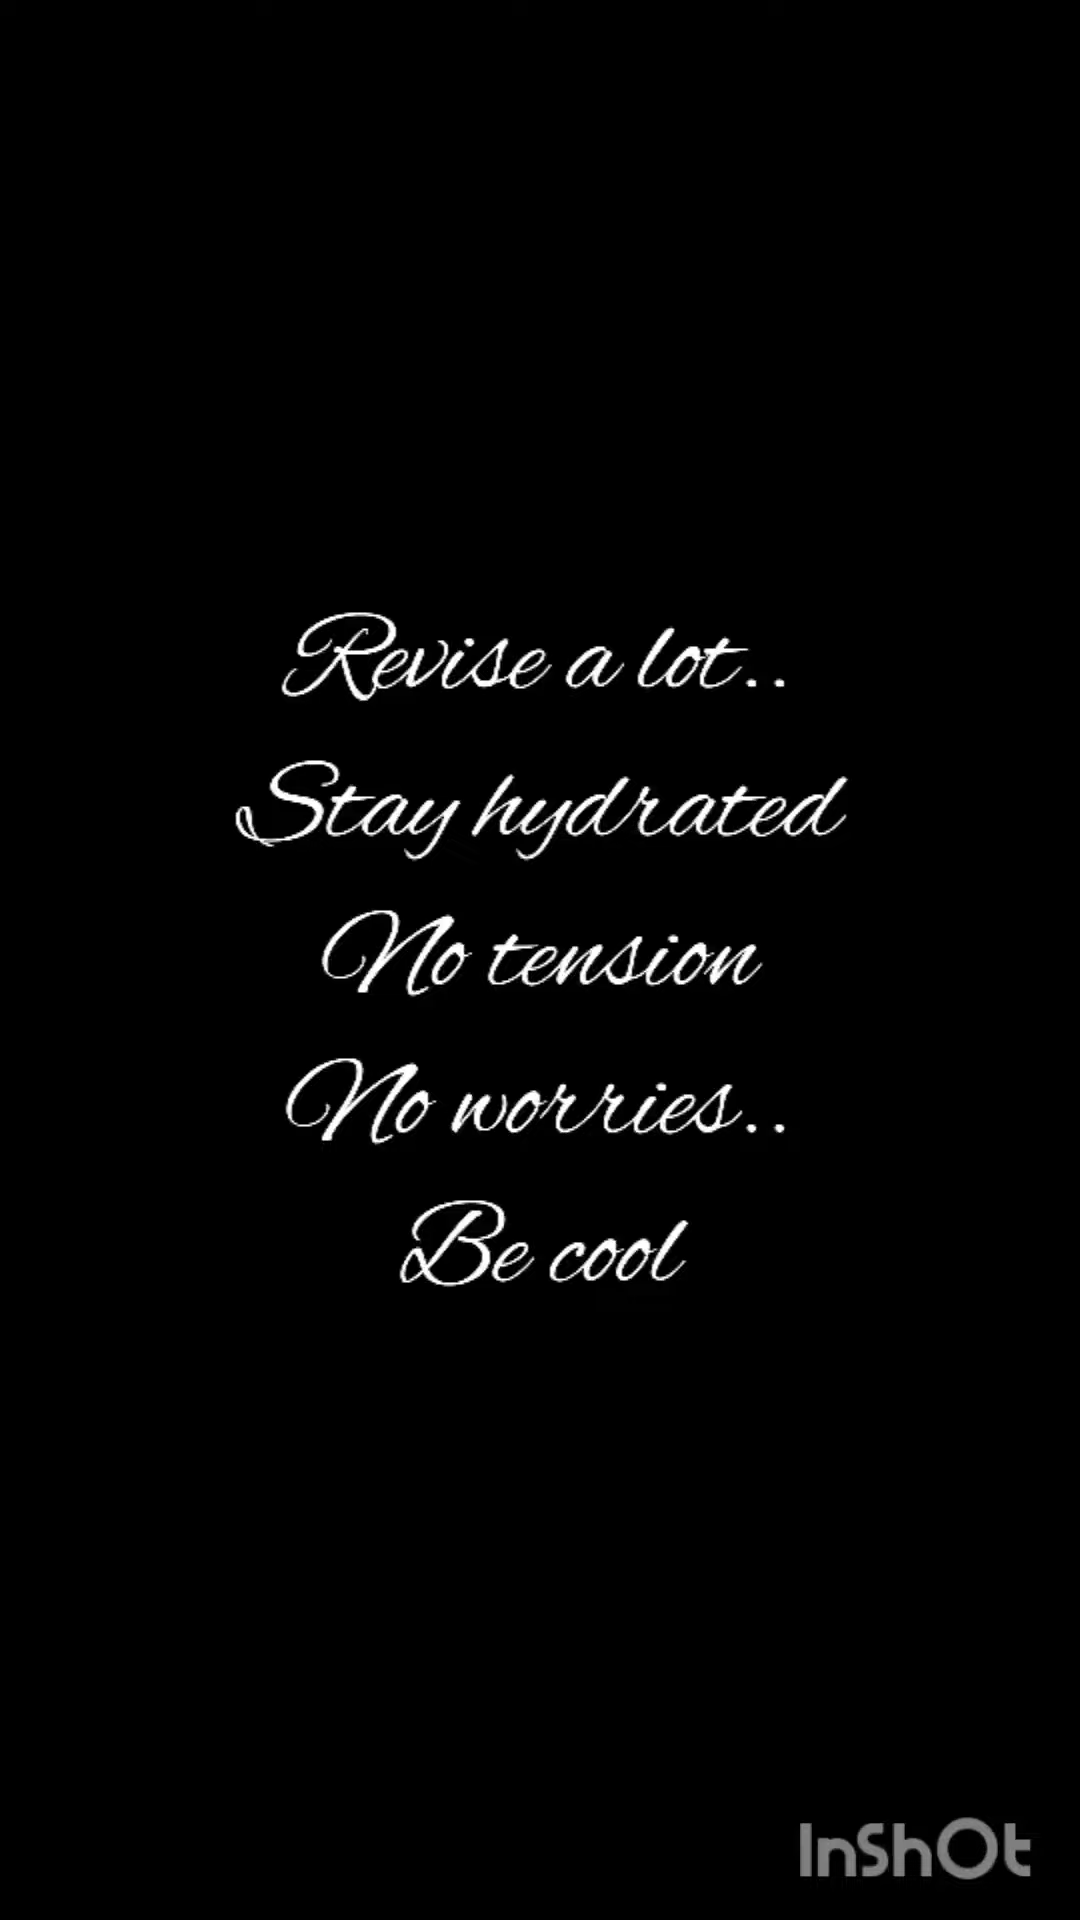 Revise a lot..
Stay hydrated
No tension
No worries..
Be cool
InShOt